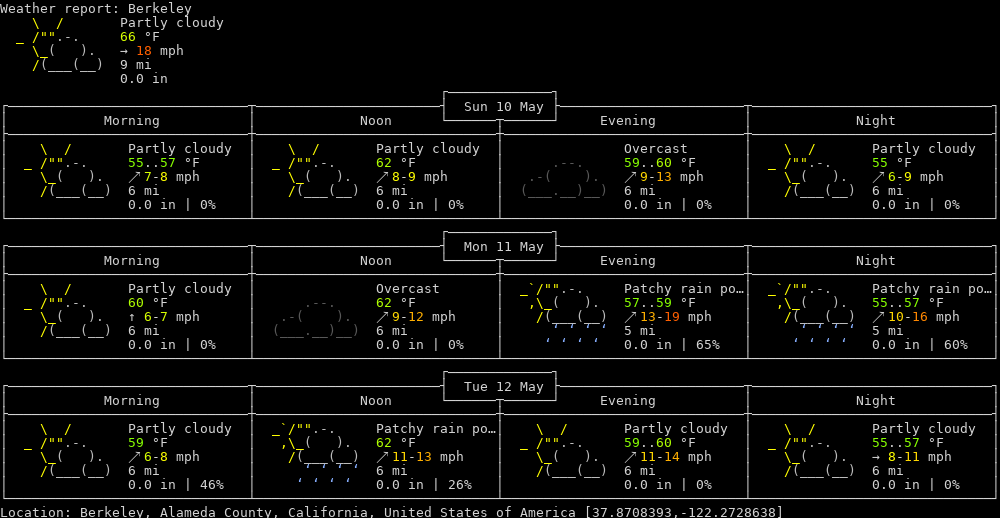 Weather report: Berkeley
Partly cloudy
66 °F
→ 18 mph
9 mi
0.0 in
Sun 10 May
Morning Noon Evening Night
Partly cloudy Partly cloudy Overcast Partly cloudy
55..57 °F 62 °F 59..60 °F 55 °F
↗ 7-8 mph ↗ 8-9 mph ↗ 9-13 mph ↗ 6-9 mph
6 mi 6 mi 6 mi 6 mi
0.0 in | 0% 0.0 in | 0% 0.0 in | 0% 0.0 in | 0%
Mon 11 May
Morning Noon Evening Night
Partly cloudy Overcast Patchy rain po… Patchy rain po…
60 °F 62 °F 57..59 °F 55..57 °F
↑ 6-7 mph ↗ 9-12 mph ↗ 13-19 mph ↗ 10-16 mph
6 mi 6 mi 5 mi 5 mi
0.0 in | 0% 0.0 in | 0% 0.0 in | 65% 0.0 in | 60%
Tue 12 May
Morning Noon Evening Night
Partly cloudy Patchy rain po… Partly cloudy Partly cloudy
59 °F 62 °F 59..60 °F 55..57 °F
↗ 6-8 mph ↗ 11-13 mph ↗ 11-14 mph → 8-11 mph
6 mi 6 mi 6 mi 6 mi
0.0 in | 46% 0.0 in | 26% 0.0 in | 0% 0.0 in | 0%
Location: Berkeley, Alameda County, California, United States of America [37.8708393,-122.2728638]